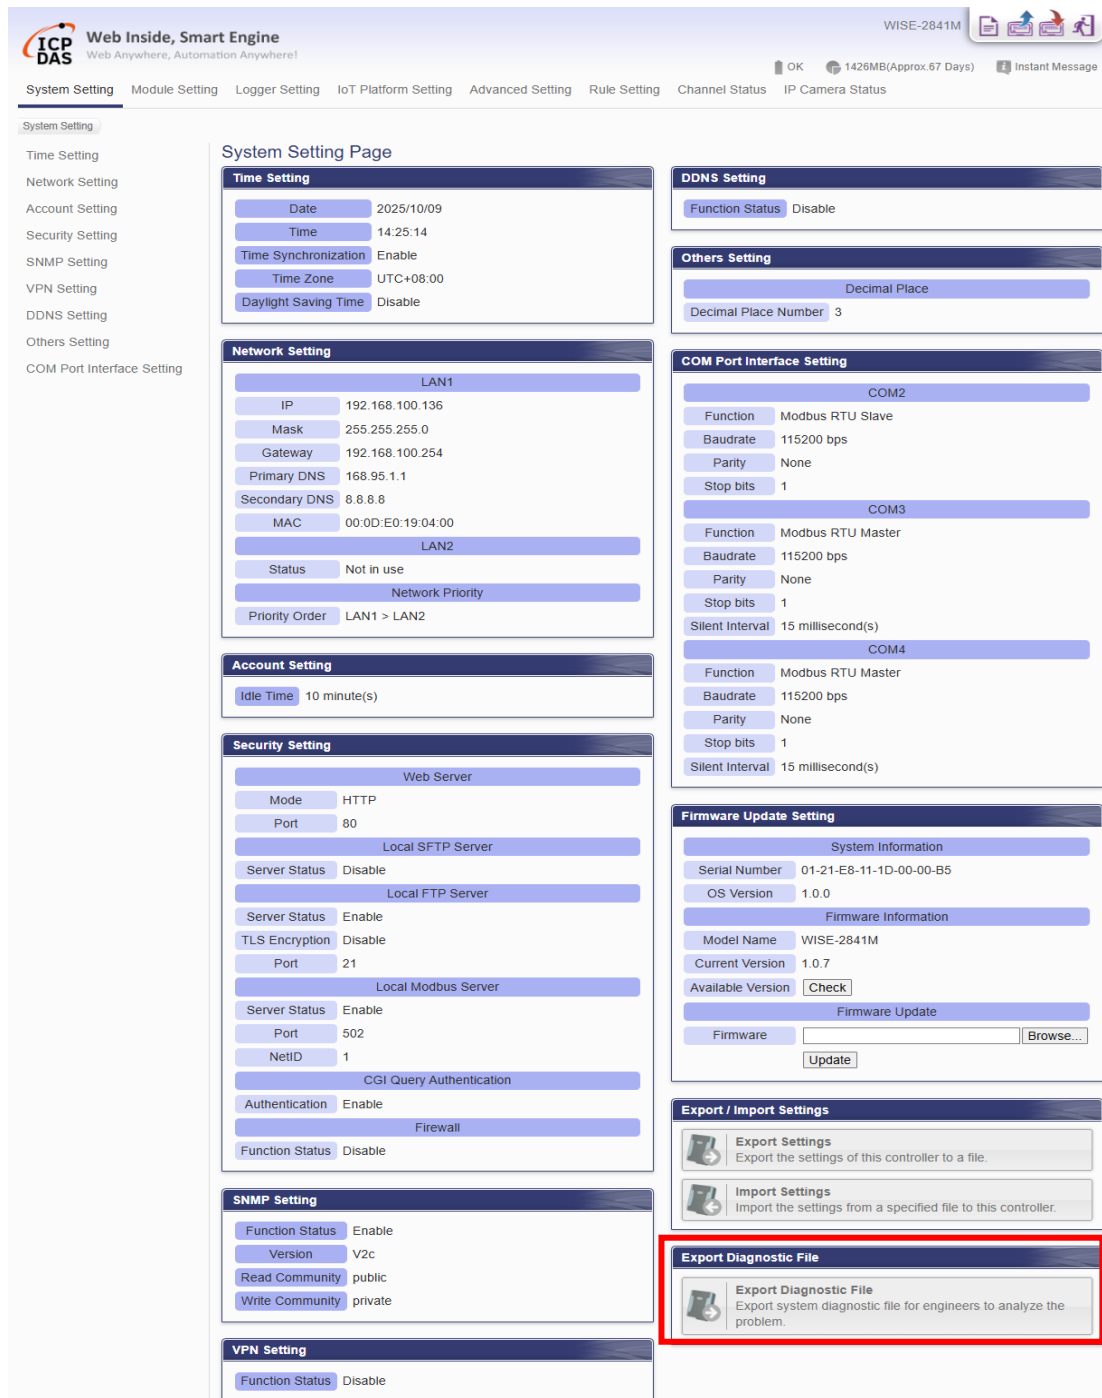 WISE-2841M
ICP DAS
Web Inside, Smart Engine
Web Anywhere, Automation Anywhere!
OK
1426MB(Approx.67 Days)
Instant Message
System Setting
Module Setting
Logger Setting
IoT Platform Setting
Advanced Setting
Rule Setting
Channel Status
IP Camera Status
System Setting
Time Setting
Network Setting
Account Setting
Security Setting
SNMP Setting
VPN Setting
DDNS Setting
Others Setting
COM Port Interface Setting
System Setting Page
Time Setting
Date 2025/10/09
Time 14:25:14
Time Synchronization Enable
Time Zone UTC+08:00
Daylight Saving Time Disable
Network Setting
LAN1
IP 192.168.100.136
Mask 255.255.255.0
Gateway 192.168.100.254
Primary DNS 168.95.1.1
Secondary DNS 8.8.8.8
MAC 00:0D:E0:19:04:00
LAN2
Status Not in use
Network Priority
Priority Order LAN1 > LAN2
Account Setting
Idle Time 10 minute(s)
Security Setting
Web Server
Mode HTTP
Port 80
Local SFTP Server
Server Status Disable
Local FTP Server
Server Status Enable
TLS Encryption Disable
Port 21
Local Modbus Server
Server Status Enable
Port 502
NetID 1
CGI Query Authentication
Authentication Enable
Firewall
Function Status Disable
SNMP Setting
Function Status Enable
Version V2c
Read Community public
Write Community private
VPN Setting
Function Status Disable
DDNS Setting
Function Status Disable
Others Setting
Decimal Place
Decimal Place Number 3
COM Port Interface Setting
COM2
Function Modbus RTU Slave
Baudrate 115200 bps
Parity None
Stop bits 1
COM3
Function Modbus RTU Master
Baudrate 115200 bps
Parity None
Stop bits 1
Silent Interval 15 millisecond(s)
COM4
Function Modbus RTU Master
Baudrate 115200 bps
Parity None
Stop bits 1
Silent Interval 15 millisecond(s)
Firmware Update Setting
System Information
Serial Number 01-21-E8-11-1D-00-00-B5
OS Version 1.0.0
Firmware Information
Model Name WISE-2841M
Current Version 1.0.7
Available Version Check
Firmware Update
Firmware Browse...
Update
Export / Import Settings
Export Settings
Export the settings of this controller to a file.
Import Settings
Import the settings from a specified file to this controller.
Export Diagnostic File
Export Diagnostic File
Export system diagnostic file for engineers to analyze the
problem.